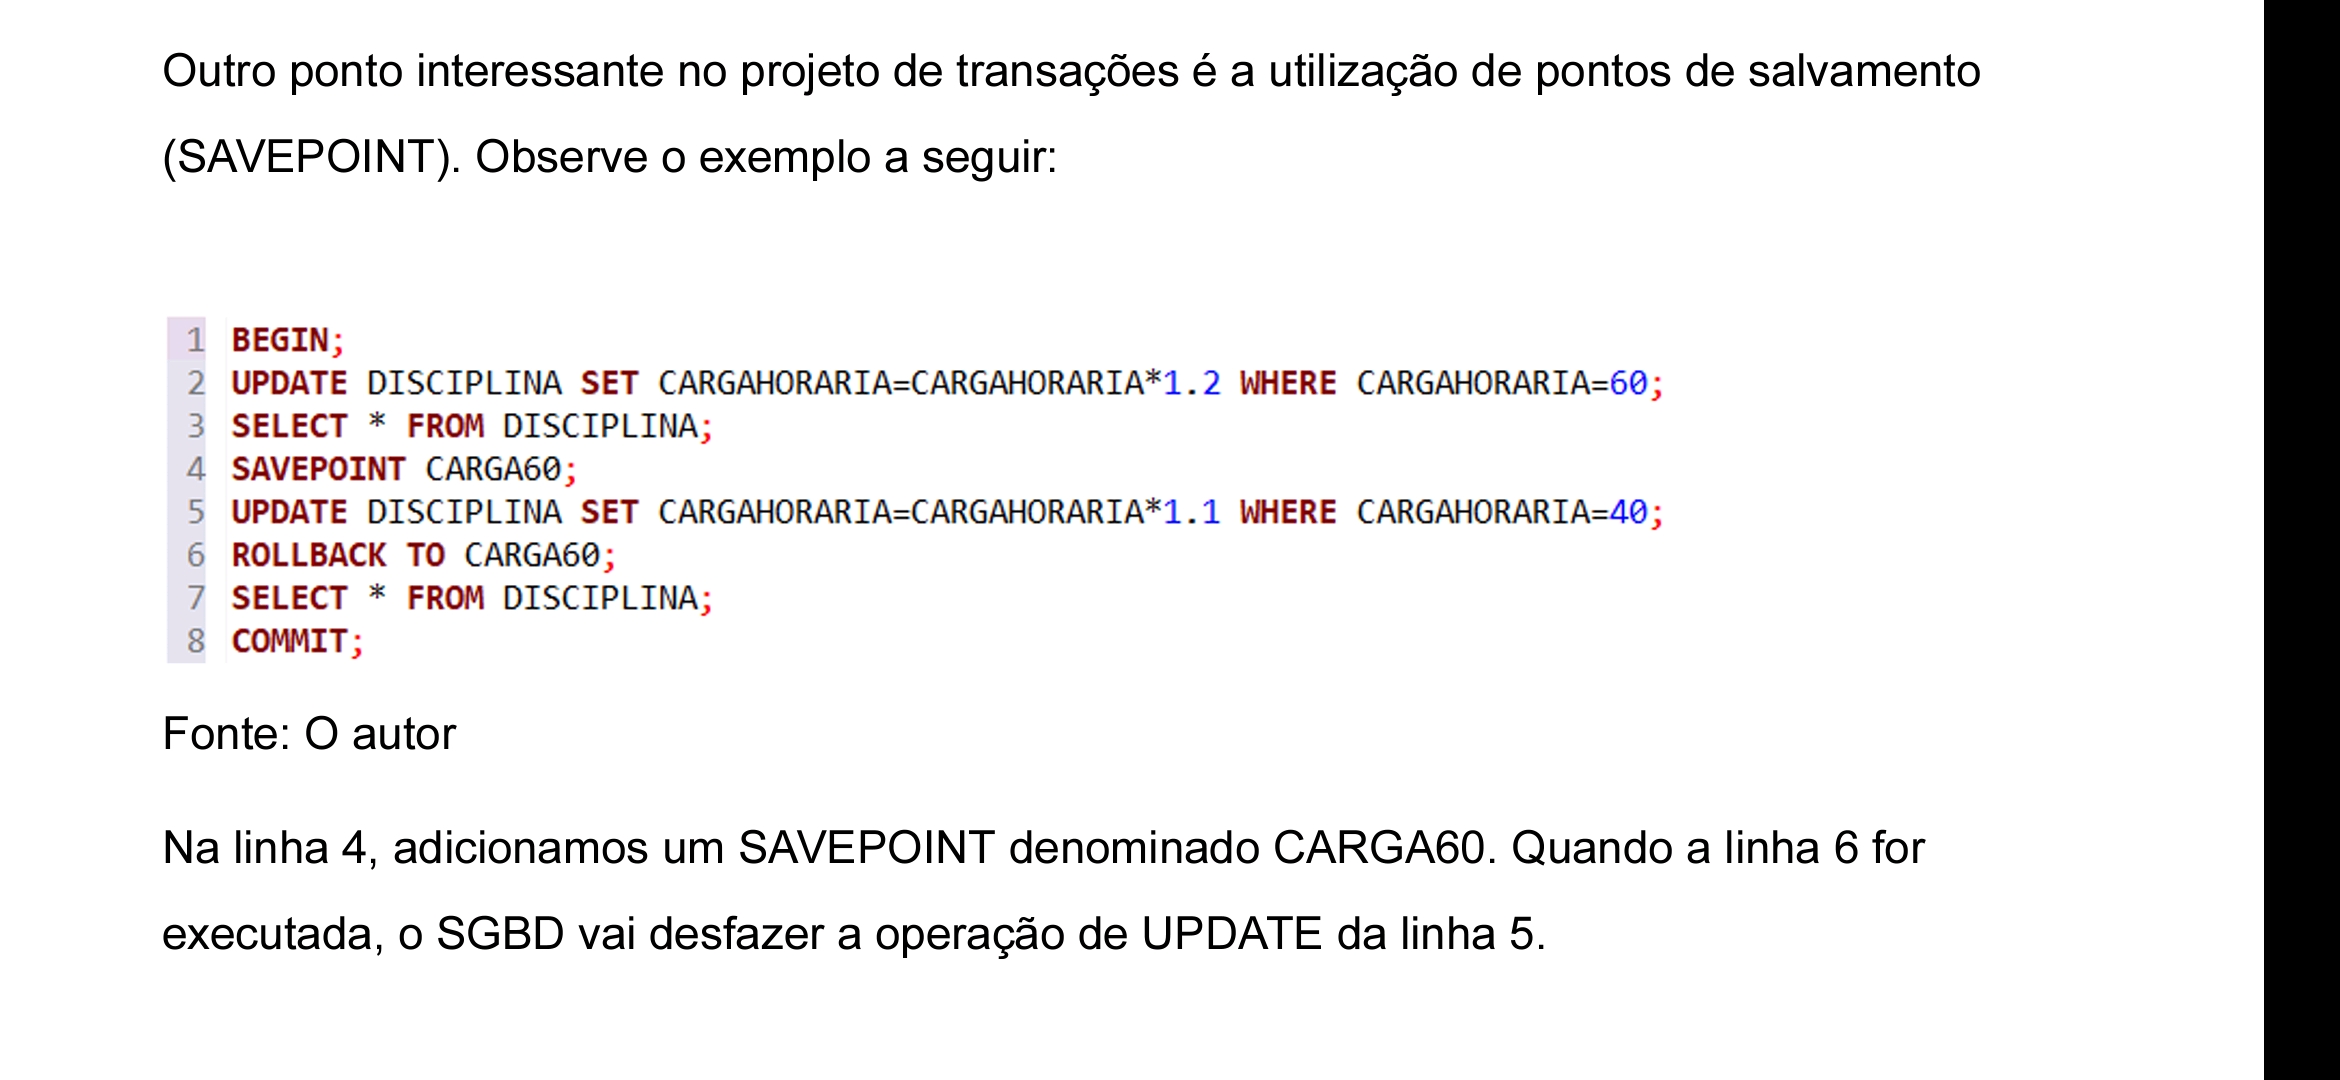 Outro ponto interessante no projeto de transações é a utilização de pontos de salvamento
(SAVEPOINT). Observe o exemplo a seguir:
1 BEGIN;
2 UPDATE DISCIPLINA SET CARGAHORARIA=CARGAHORARIA*1.2 WHERE CARGAHORARIA=60;
3 SELECT * FROM DISCIPLINA;
4 SAVEPOINT CARGA60;
5 UPDATE DISCIPLINA SET CARGAHORARIA=CARGAHORARIA*1.1 WHERE CARGAHORARIA=40;
6 ROLLBACK TO CARGA60;
7 SELECT * FROM DISCIPLINA;
8 COMMIT;
Fonte: O autor
Na linha 4, adicionamos um SAVEPOINT denominado CARGA60. Quando a linha 6 for
executada, o SGBD vai desfazer a operação de UPDATE da linha 5.